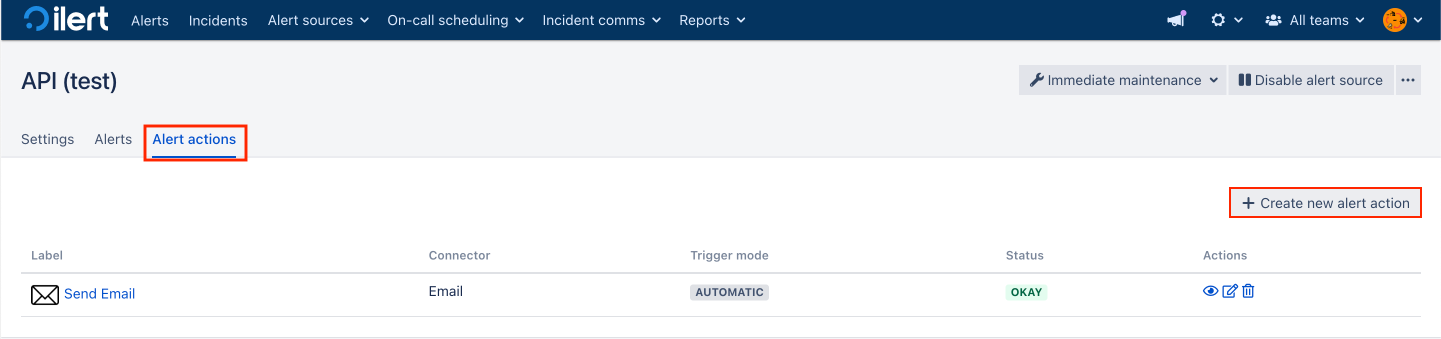 ilert Alerts Incidents Alert sources On-call scheduling Incident comms Reports All teams
API (test) Immediate maintenance Disable alert source
Settings Alerts Alert actions
+ Create new alert action
Label Connector Trigger mode Status Actions
Send Email Email AUTOMATIC OKAY